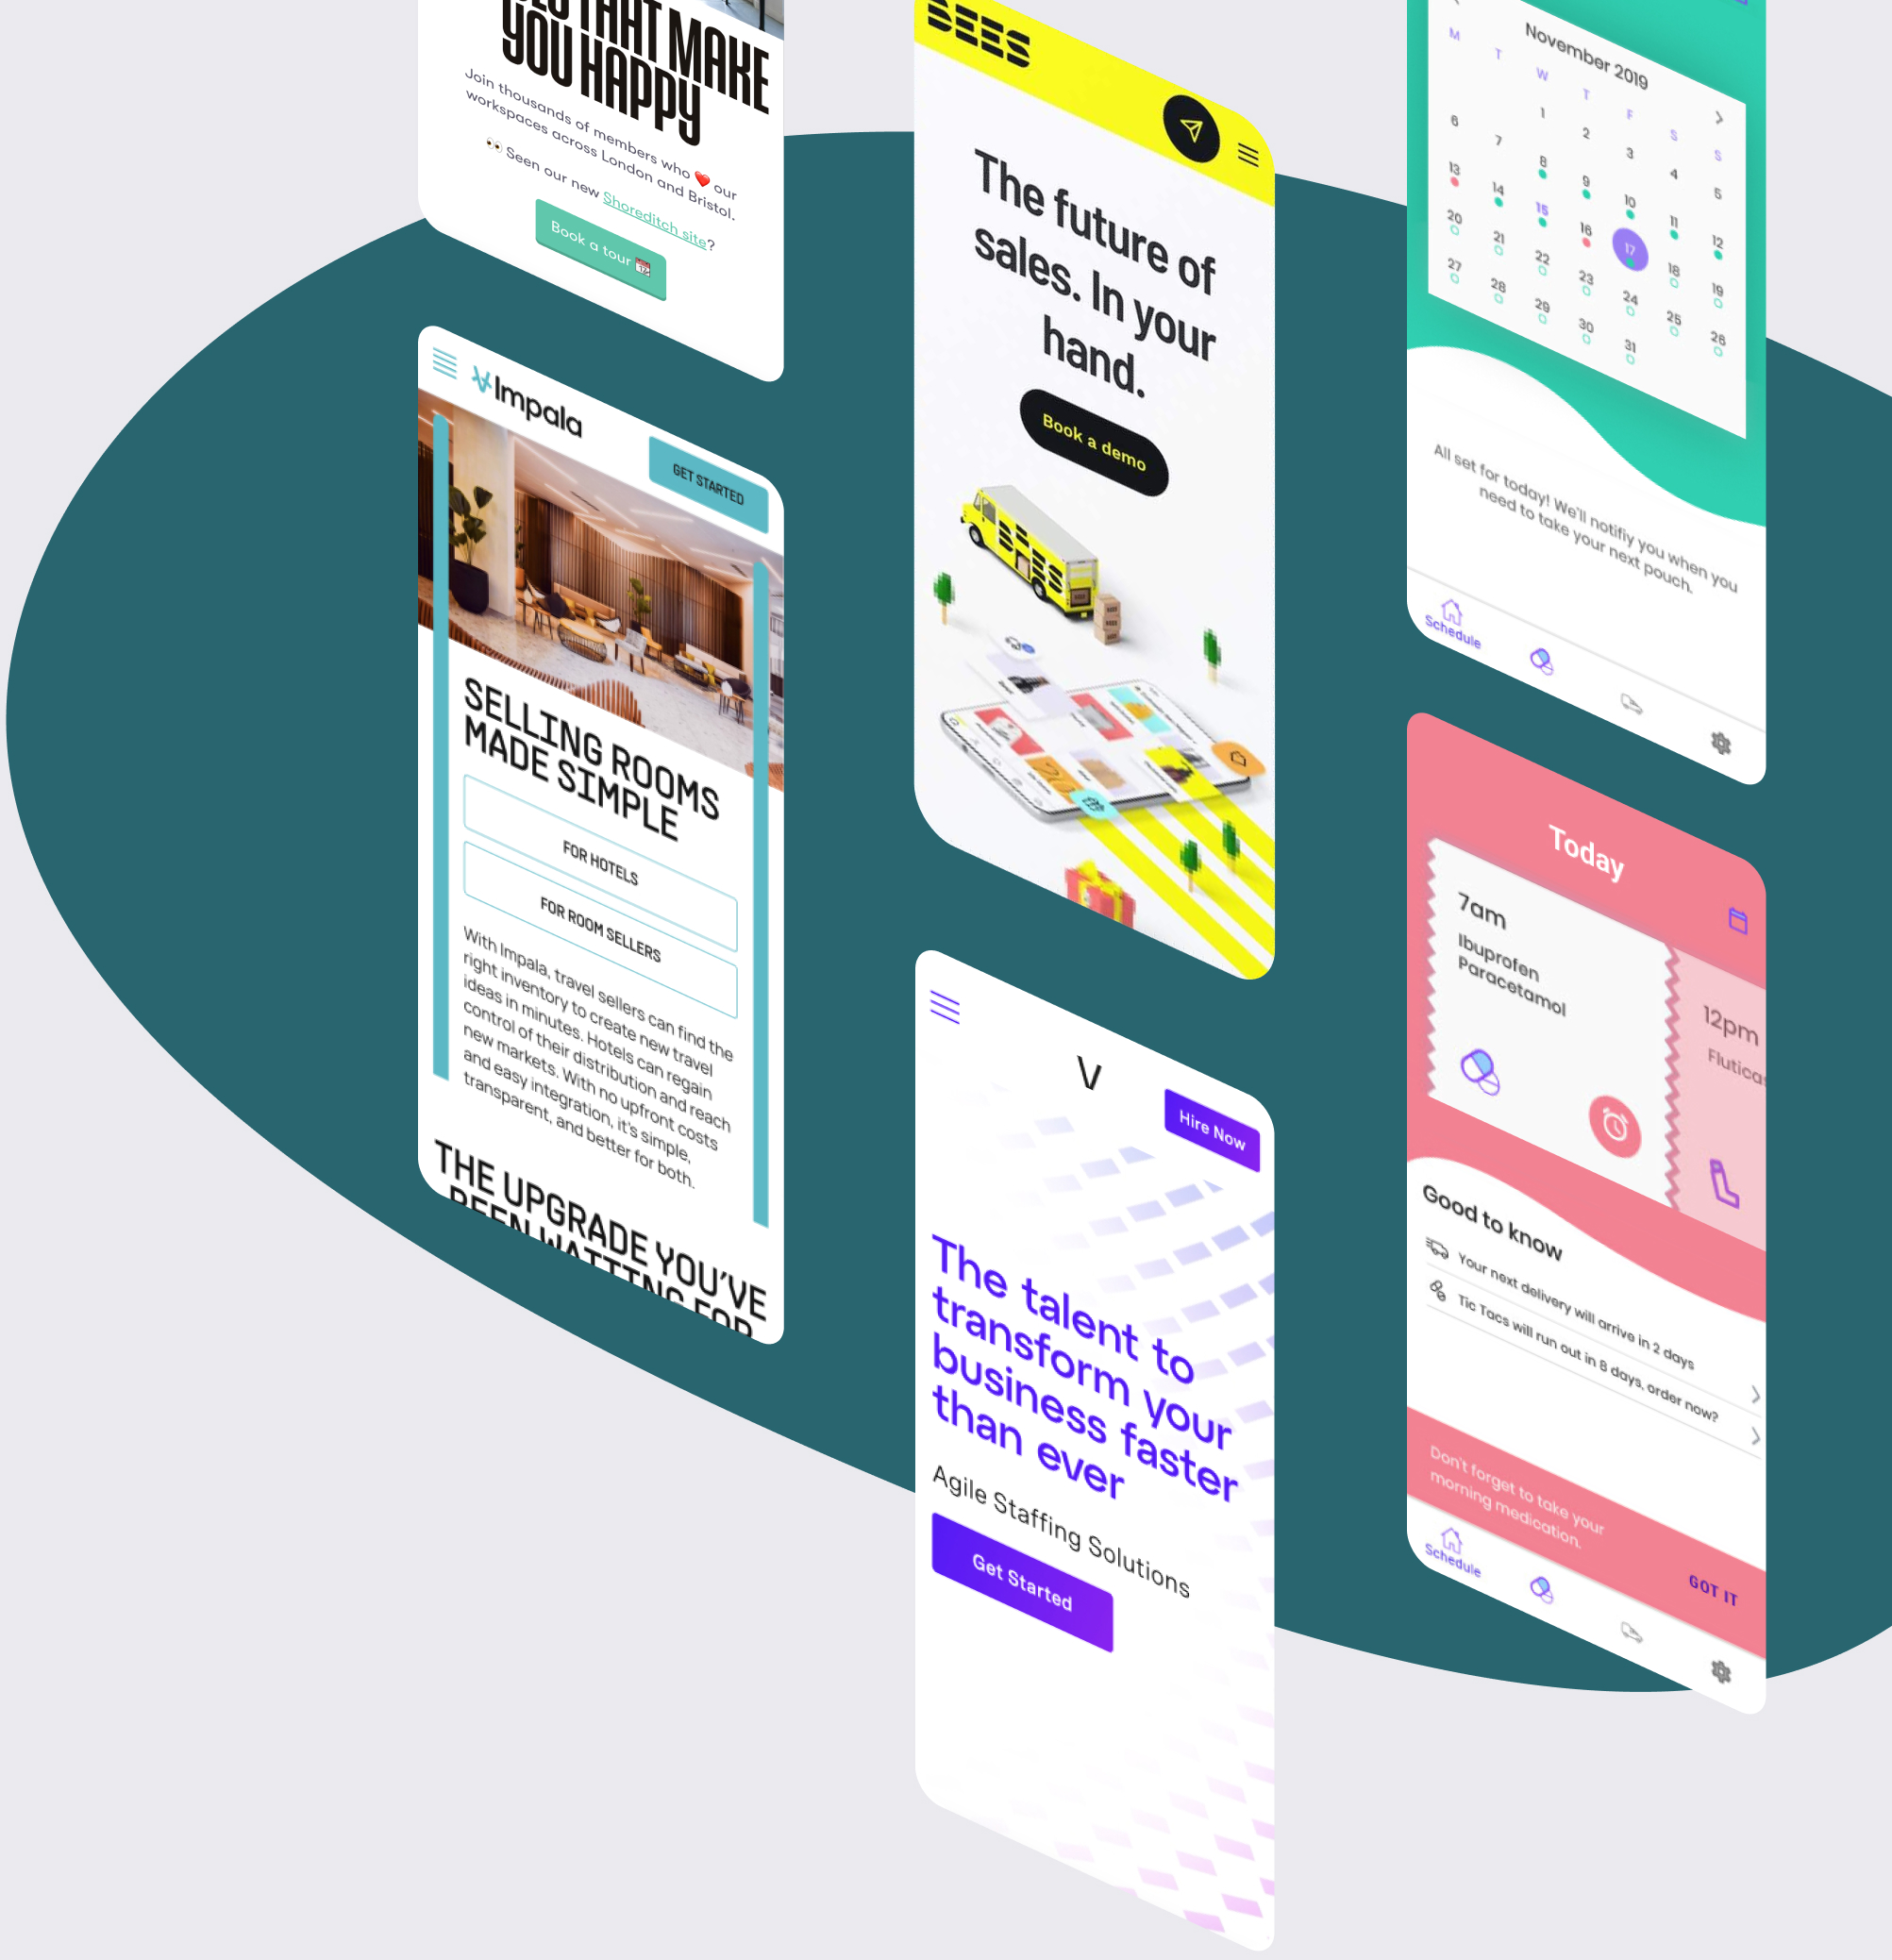 THAT MAKE
YOU HAPPY
Join thousands of members who ❤️ our
workspaces across London and Bristol.
👀 Seen our new Shoreditch site?
Book a tour 📆
Impala
GET STARTED
SELLING ROOMS
MADE SIMPLE
FOR HOTELS
FOR ROOM SELLERS
With Impala, travel sellers can find the
right inventory to create new travel
ideas in minutes. Hotels can regain
control of their distribution and reach
new markets. With no upfront costs
and easy integration, it's simple,
transparent, and better for both.
THE UPGRADE YOU'VE
BEEN WAITING FOR
BEES
The future of
sales. In your
hand.
Book a demo
BEES
V
Hire Now
The talent to
transform your
business faster
than ever
Agile Staffing Solutions
Get Started
November 2019
M T W T F S S
1 2 3 4 5
6 7 8 9 10 11 12
13 14 15 16 17 18 19
20 21 22 23 24 25 26
27 28 29 30 31
All set for today! We'll notifiy you when you
need to take your next pouch.
Schedule
Today
7am
Ibuprofen
Paracetamol
12pm
Flutica
Good to know
Your next delivery will arrive in 2 days
Tic Tacs will run out in 8 days, order now?
Don't forget to take your
morning medication.
GOT IT
Schedule